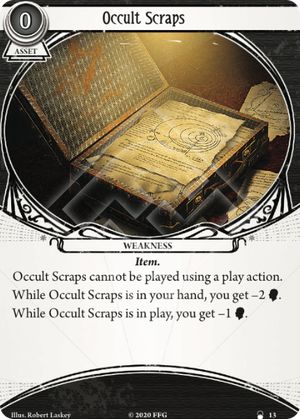 0
Occult Scraps
ASSET
WEAKNESS
Item.
Occult Scraps cannot be played using a play action.
While Occult Scraps is in your hand, you get –2
While Occult Scraps is in play, you get –1
Illus. Robert Laskey
© 2020 FFG
13